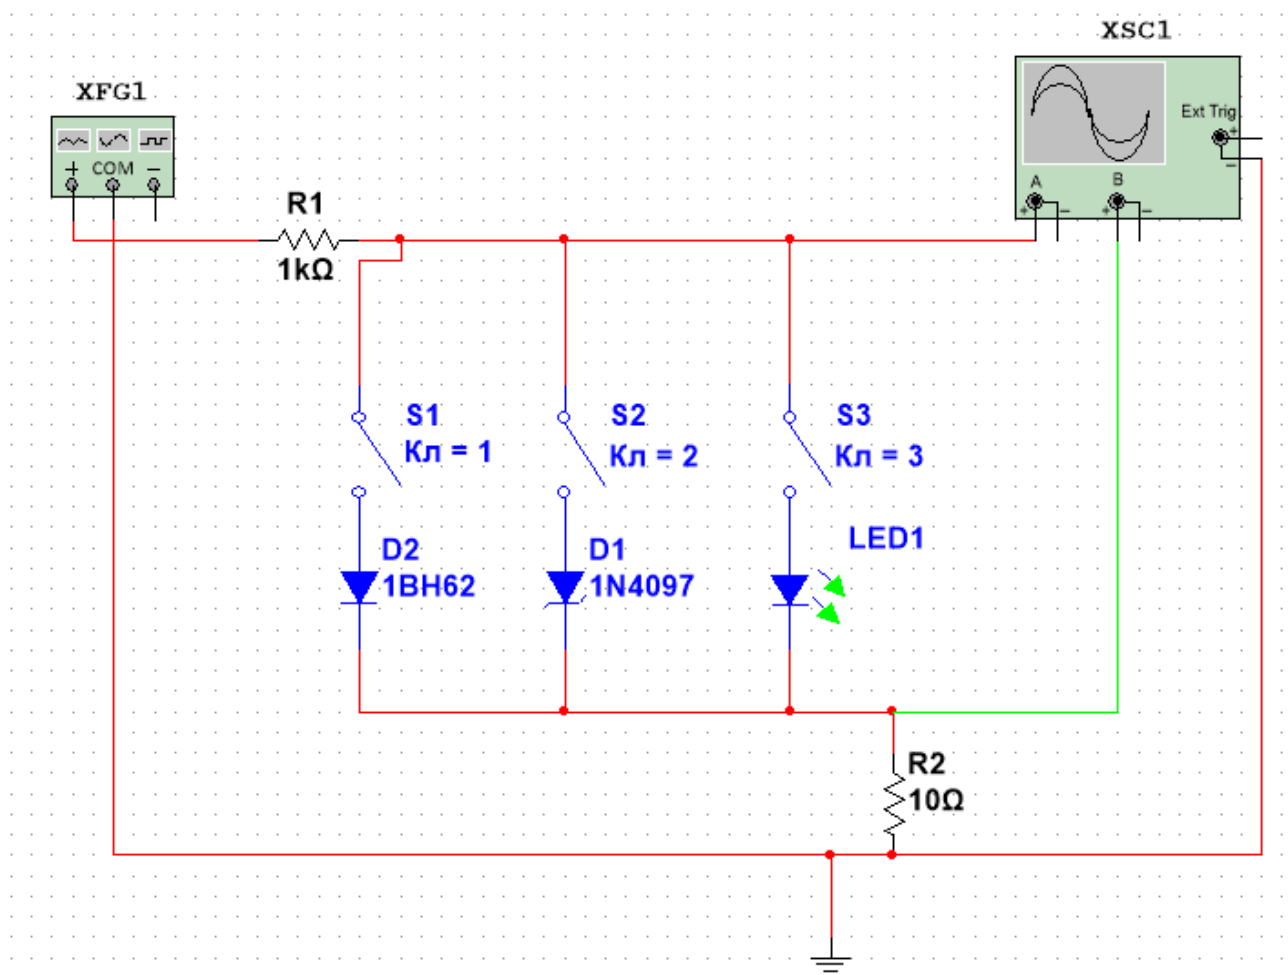 XSC1
XFG1
Ext Trig
+
−
+ COM −
A
B
+ −
+ −
R1
1kΩ
S1
Кл = 1
S2
Кл = 2
S3
Кл = 3
LED1
D2
1BH62
D1
1N4097
R2
10Ω